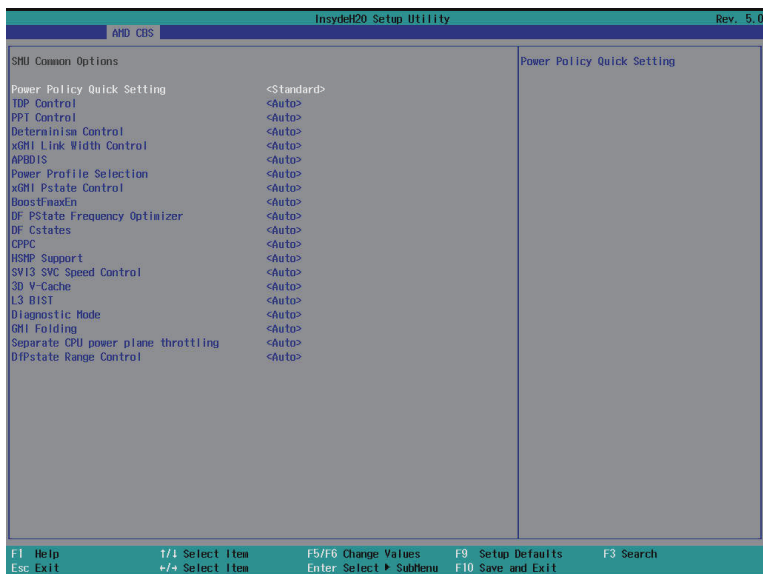 InsydeH20 Setup Utility Rev. 5.0
AMD CBS
SMU Common Options
Power Policy Quick Setting <Standard>
TDP Control <Auto>
PPT Control <Auto>
Determinism Control <Auto>
xGMI Link Width Control <Auto>
APBDIS <Auto>
Power Profile Selection <Auto>
xGMI Pstate Control <Auto>
BoostFmaxEn <Auto>
DF PState Frequency Optimizer <Auto>
DF Cstates <Auto>
CPPC <Auto>
HSMP Support <Auto>
SVI3 SVC Speed Control <Auto>
3D V-Cache <Auto>
L3 BIST <Auto>
Diagnostic Mode <Auto>
GMI Folding <Auto>
Separate CPU power plane throttling <Auto>
DfPstate Range Control <Auto>
Power Policy Quick Setting
F1 Help ↑/↓ Select Item F5/F6 Change Values F9 Setup Defaults F3 Search
Esc Exit ←/→ Select Item Enter Select ▶ SubMenu F10 Save and Exit